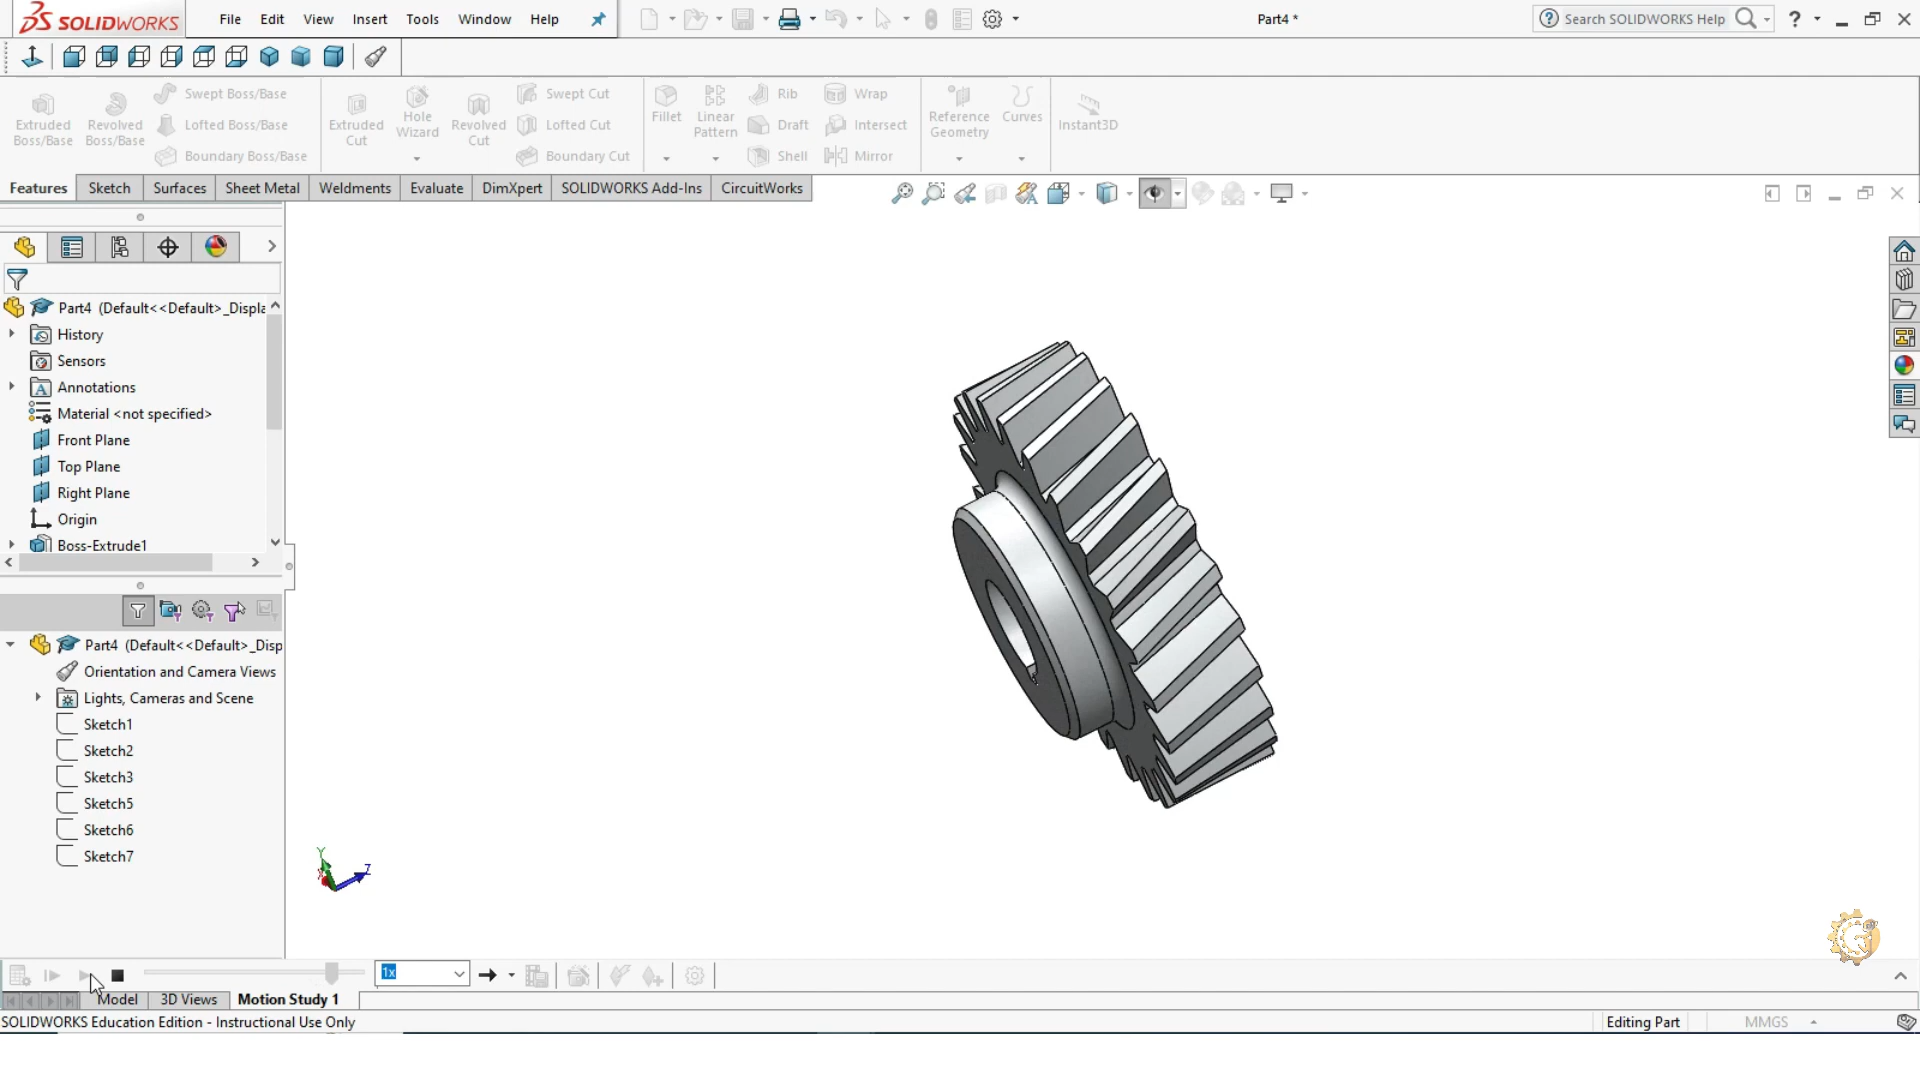 SOLIDWORKS File Edit View Insert Tools Window Help Part4 * Search SOLIDWORKS Help ?
Extruded Boss/Base
Revolved Boss/Base
Swept Boss/Base
Lofted Boss/Base
Boundary Boss/Base
Extruded Cut
Hole Wizard
Revolved Cut
Swept Cut
Lofted Cut
Boundary Cut
Fillet
Linear Pattern
Rib
Draft
Shell
Wrap
Intersect
Mirror
Reference Geometry
Curves
Instant3D
Features Sketch Surfaces Sheet Metal Weldments Evaluate DimXpert SOLIDWORKS Add-Ins CircuitWorks
Part4 (Default<<Default>_Displa
History
Sensors
Annotations
Material <not specified>
Front Plane
Top Plane
Right Plane
Origin
Boss-Extrude1
Part4 (Default<<Default>_Disp
Orientation and Camera Views
Lights, Cameras and Scene
Sketch1
Sketch2
Sketch3
Sketch5
Sketch6
Sketch7
Y
X
Z
1x
Model 3D Views Motion Study 1
SOLIDWORKS Education Edition - Instructional Use Only Editing Part MMGS